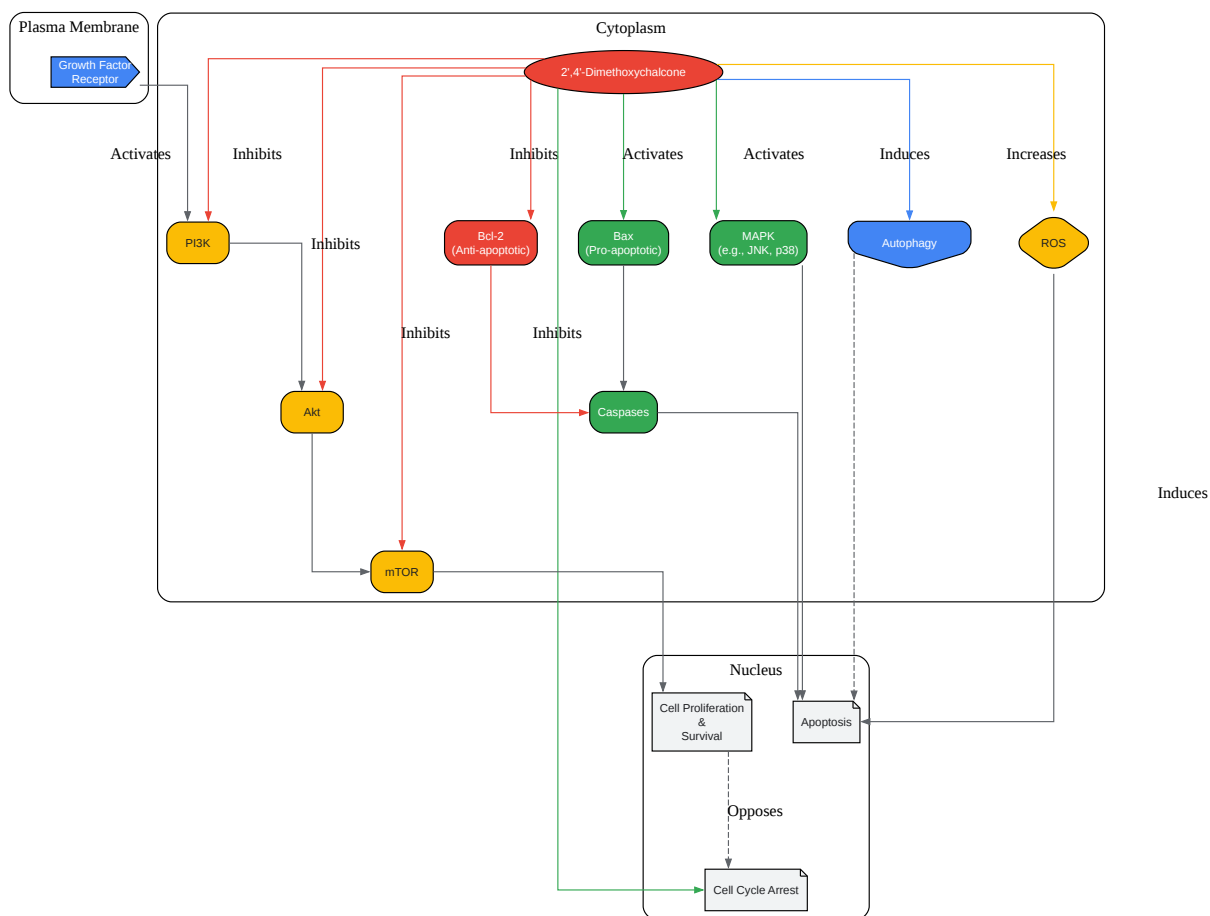 Plasma Membrane
Cytoplasm
Growth Factor
Receptor
2',4'-Dimethoxychalcone
Activates
Inhibits
Inhibits
Activates
Activates
Induces
Increases
PI3K
Inhibits
Bcl-2
(Anti-apoptotic)
Bax
(Pro-apoptotic)
MAPK
(e.g., JNK, p38)
Autophagy
ROS
Inhibits
Inhibits
Akt
Caspases
Induces
mTOR
Nucleus
Cell Proliferation
&
Survival
Apoptosis
Opposes
Cell Cycle Arrest